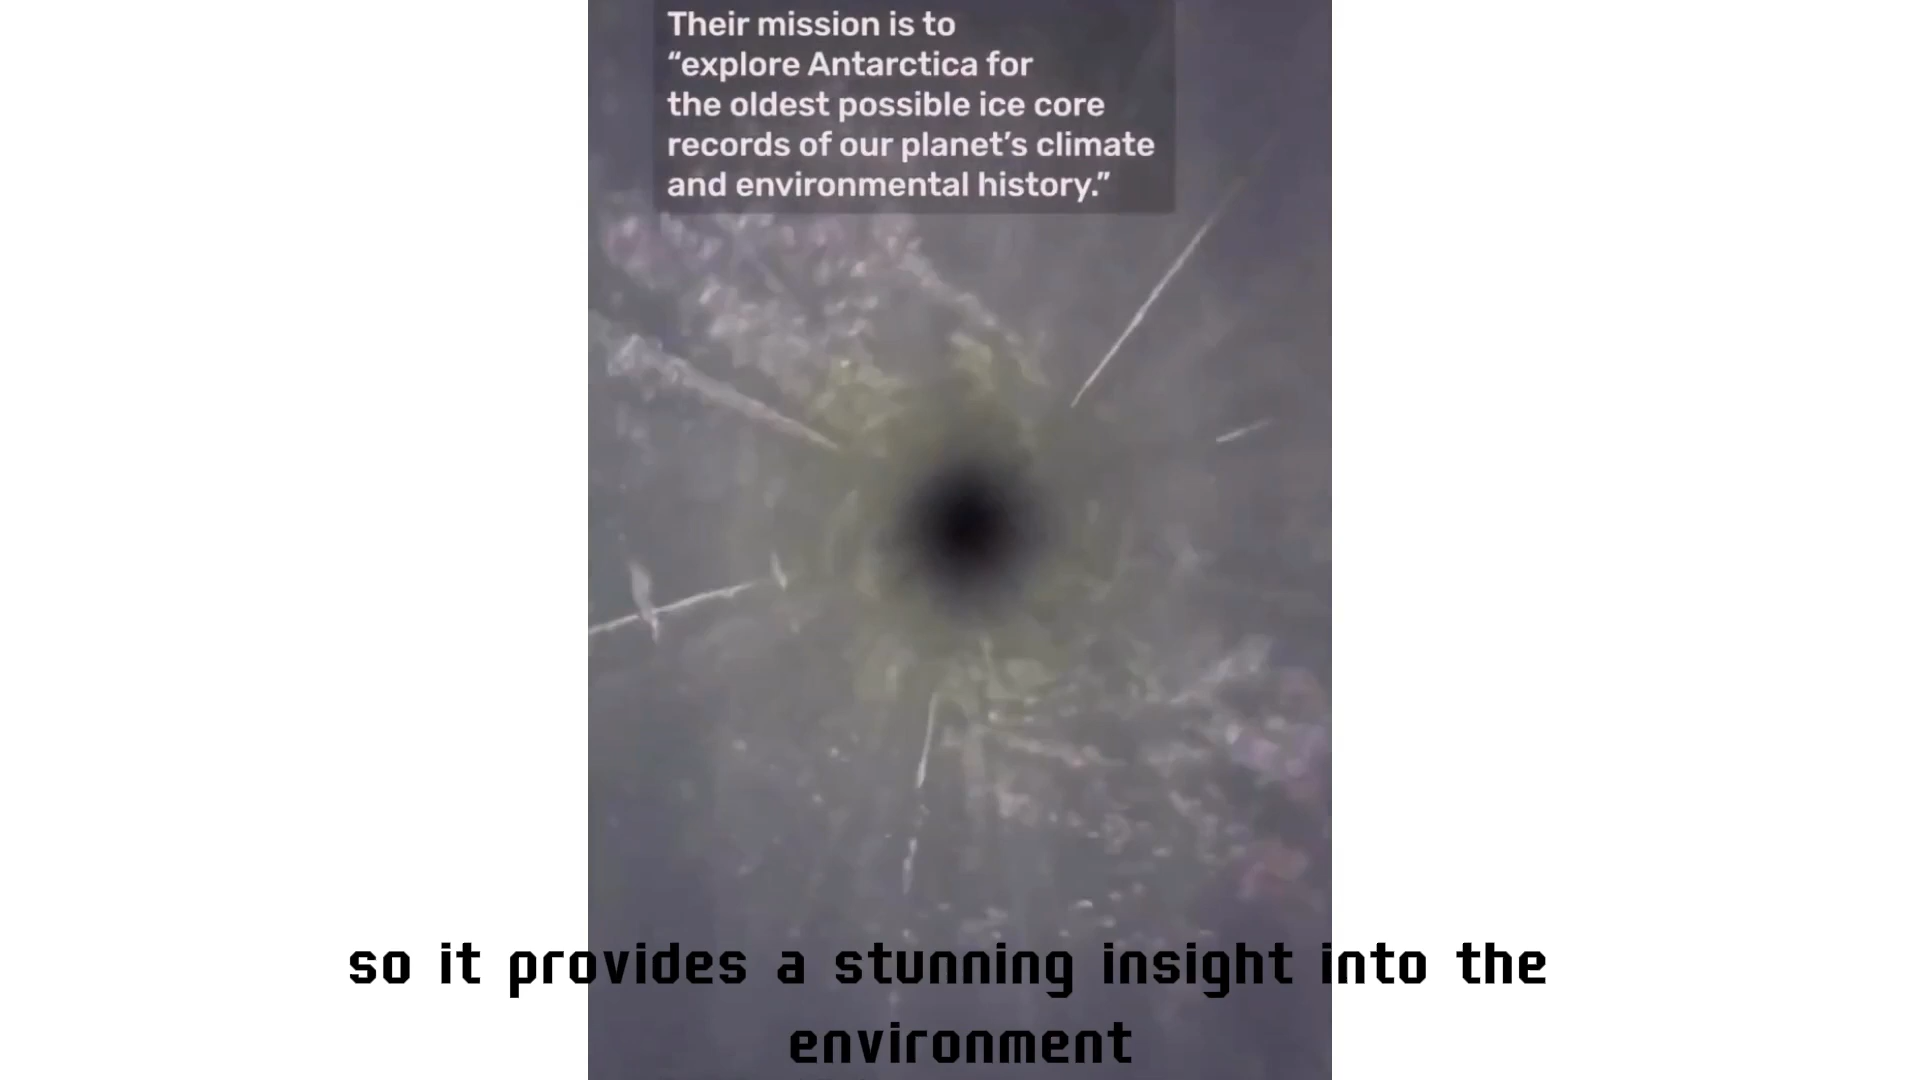 Their mission is to
“explore Antarctica for
the oldest possible ice core
records of our planet’s climate
and environmental history.”
so it provides a stunning insight into the
environment